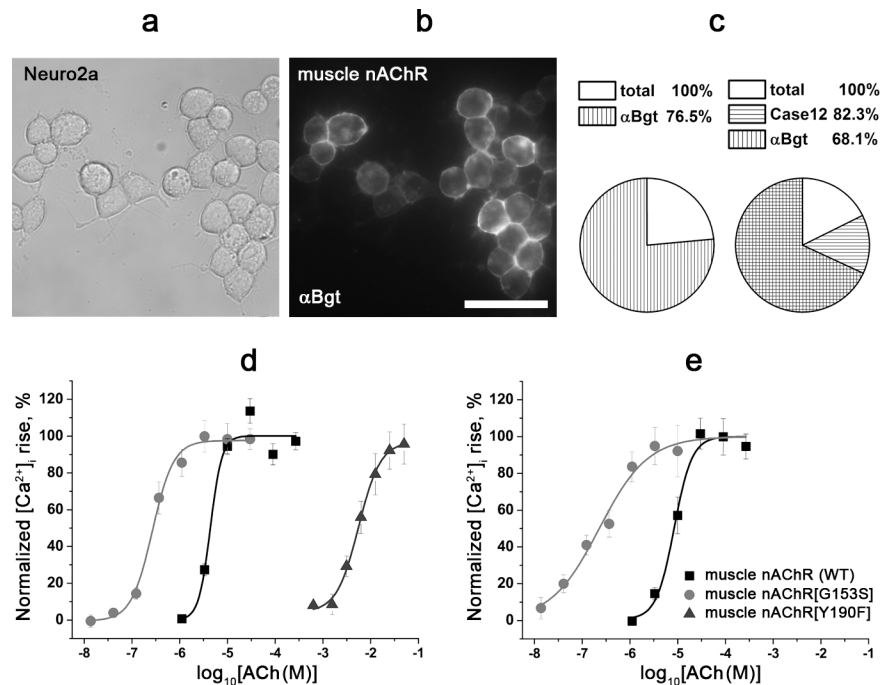 a
b
c
Neuro2a
muscle nAChR
αBgt
total 100%
αBgt 76.5%
total 100%
Case12 82.3%
αBgt 68.1%
d
Normalized [Ca²⁺]ᵢ rise, %
120
100
80
60
40
20
0
-8 -7 -6 -5 -4 -3 -2 -1
log₁₀[ACh(M)]
e
Normalized [Ca²⁺]ᵢ rise, %
120
100
80
60
40
20
0
muscle nAChR (WT)
muscle nAChR[G153S]
muscle nAChR[Y190F]
-8 -7 -6 -5 -4 -3 -2 -1
log₁₀[ACh(M)]